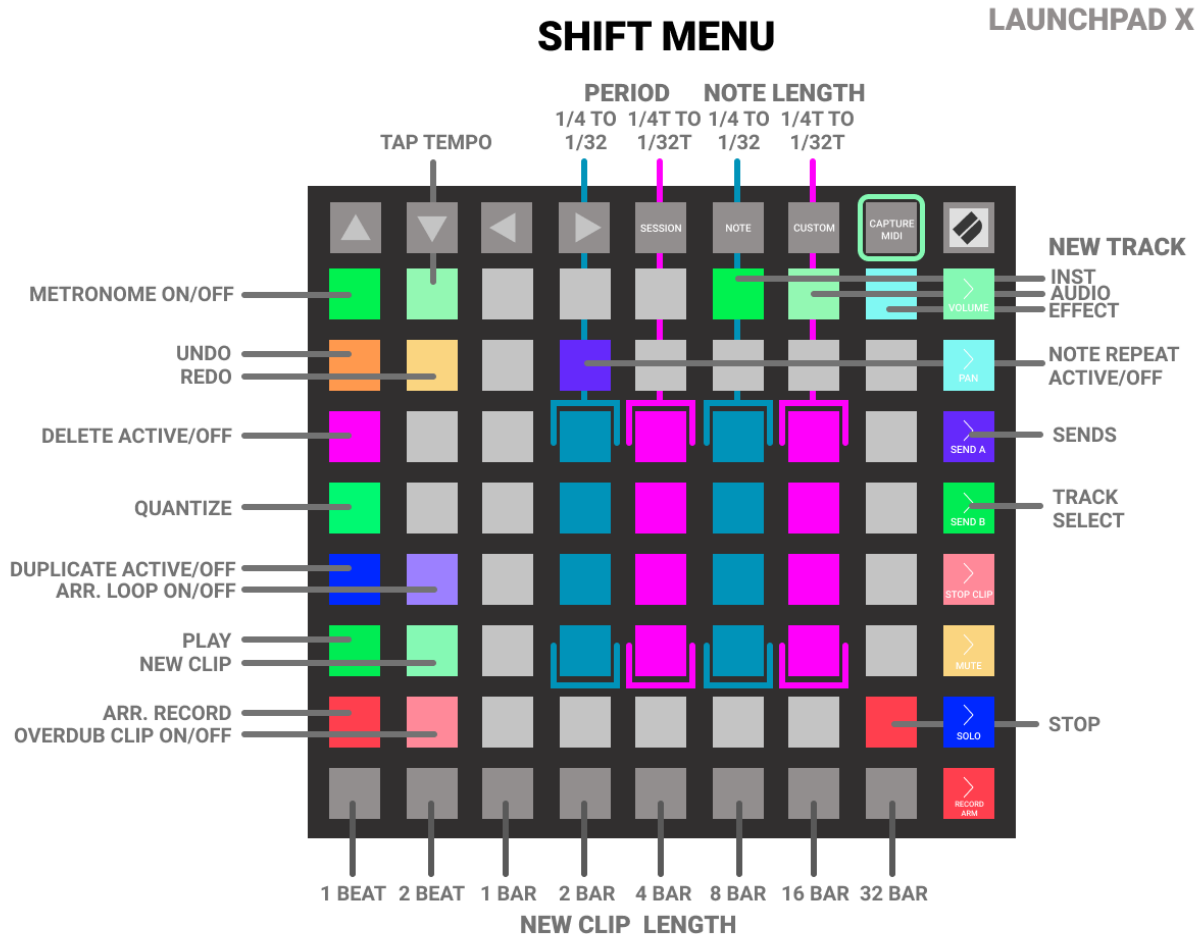 LAUNCHPAD X
SHIFT MENU
PERIOD
NOTE LENGTH
1/4 TO
1/32
1/4T TO
1/32T
1/4 TO
1/32
1/4T TO
1/32T
TAP TEMPO
SESSION
NOTE
CUSTOM
CAPTURE
MIDI
NEW TRACK
INST
AUDIO
EFFECT
METRONOME ON/OFF
VOLUME
UNDO
REDO
PAN
NOTE REPEAT
ACTIVE/OFF
DELETE ACTIVE/OFF
SEND A
SENDS
QUANTIZE
SEND B
TRACK
SELECT
DUPLICATE ACTIVE/OFF
ARR. LOOP ON/OFF
STOP CLIP
PLAY
NEW CLIP
MUTE
ARR. RECORD
OVERDUB CLIP ON/OFF
SOLO
STOP
RECORD
ARM
1 BEAT
2 BEAT
1 BAR
2 BAR
4 BAR
8 BAR
16 BAR
32 BAR
NEW CLIP LENGTH